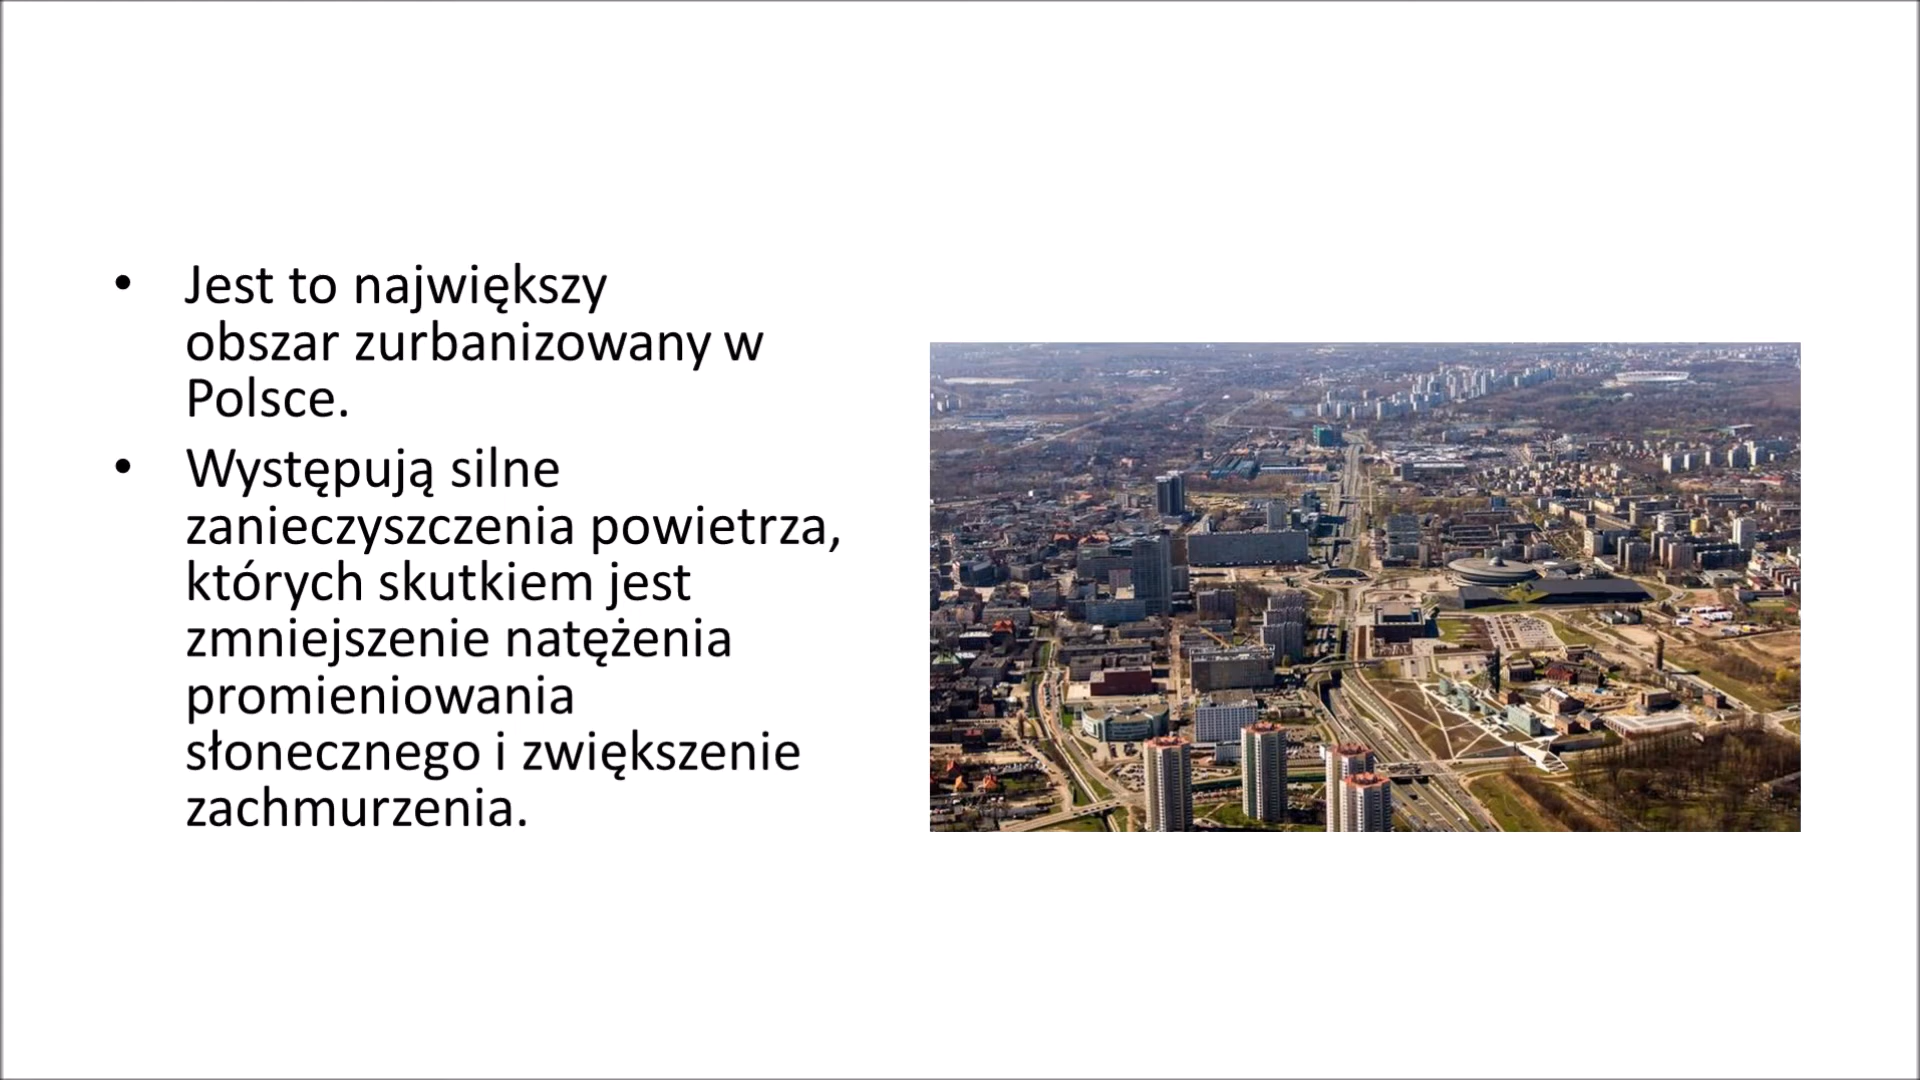 • Jest to największy
obszar zurbanizowany w
Polsce.
• Występują silne
zanieczyszczenia powietrza,
których skutkiem jest
zmniejszenie natężenia
promieniowania
słonecznego i zwiększenie
zachmurzenia.